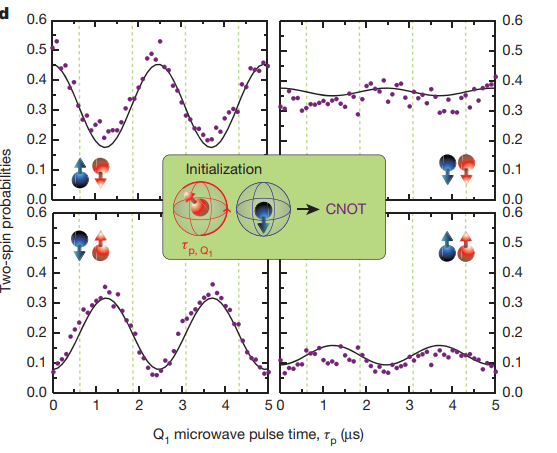 d
0.6 0.6
0.5 0.5
0.4 0.4
0.3 0.3
0.2 0.2
0.1 0.1
0.0 0.0
Initialization
τp, Q1
CNOT
Two-spin probabilities
0.6 0.6
0.5 0.5
0.4 0.4
0.3 0.3
0.2 0.2
0.1 0.1
0.0 0.0
0 1 2 3 4 5 0 1 2 3 4 5
Q1 microwave pulse time, τp (μs)